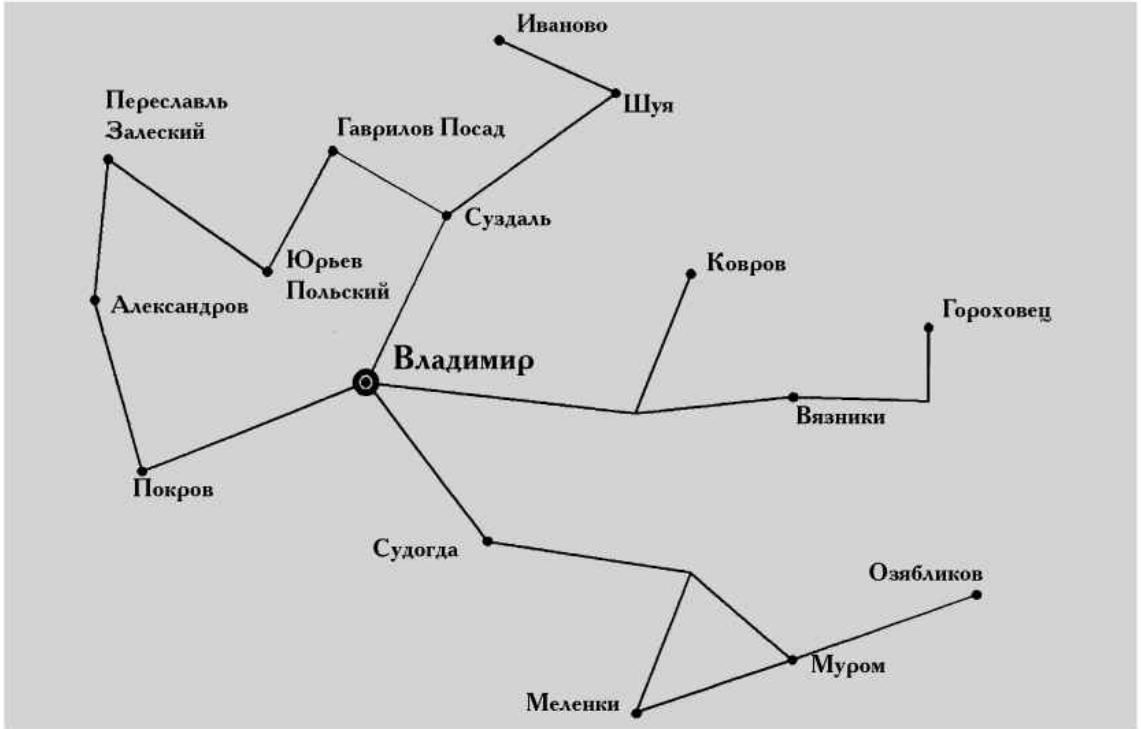 Иваново
Шуя
Переславль
Залеский
Гаврилов Посад
Суздаль
Юрьев
Польский
Ковров
Александров
Гороховец
Владимир
Вязники
Покров
Судогда
Озябликов
Муром
Меленки